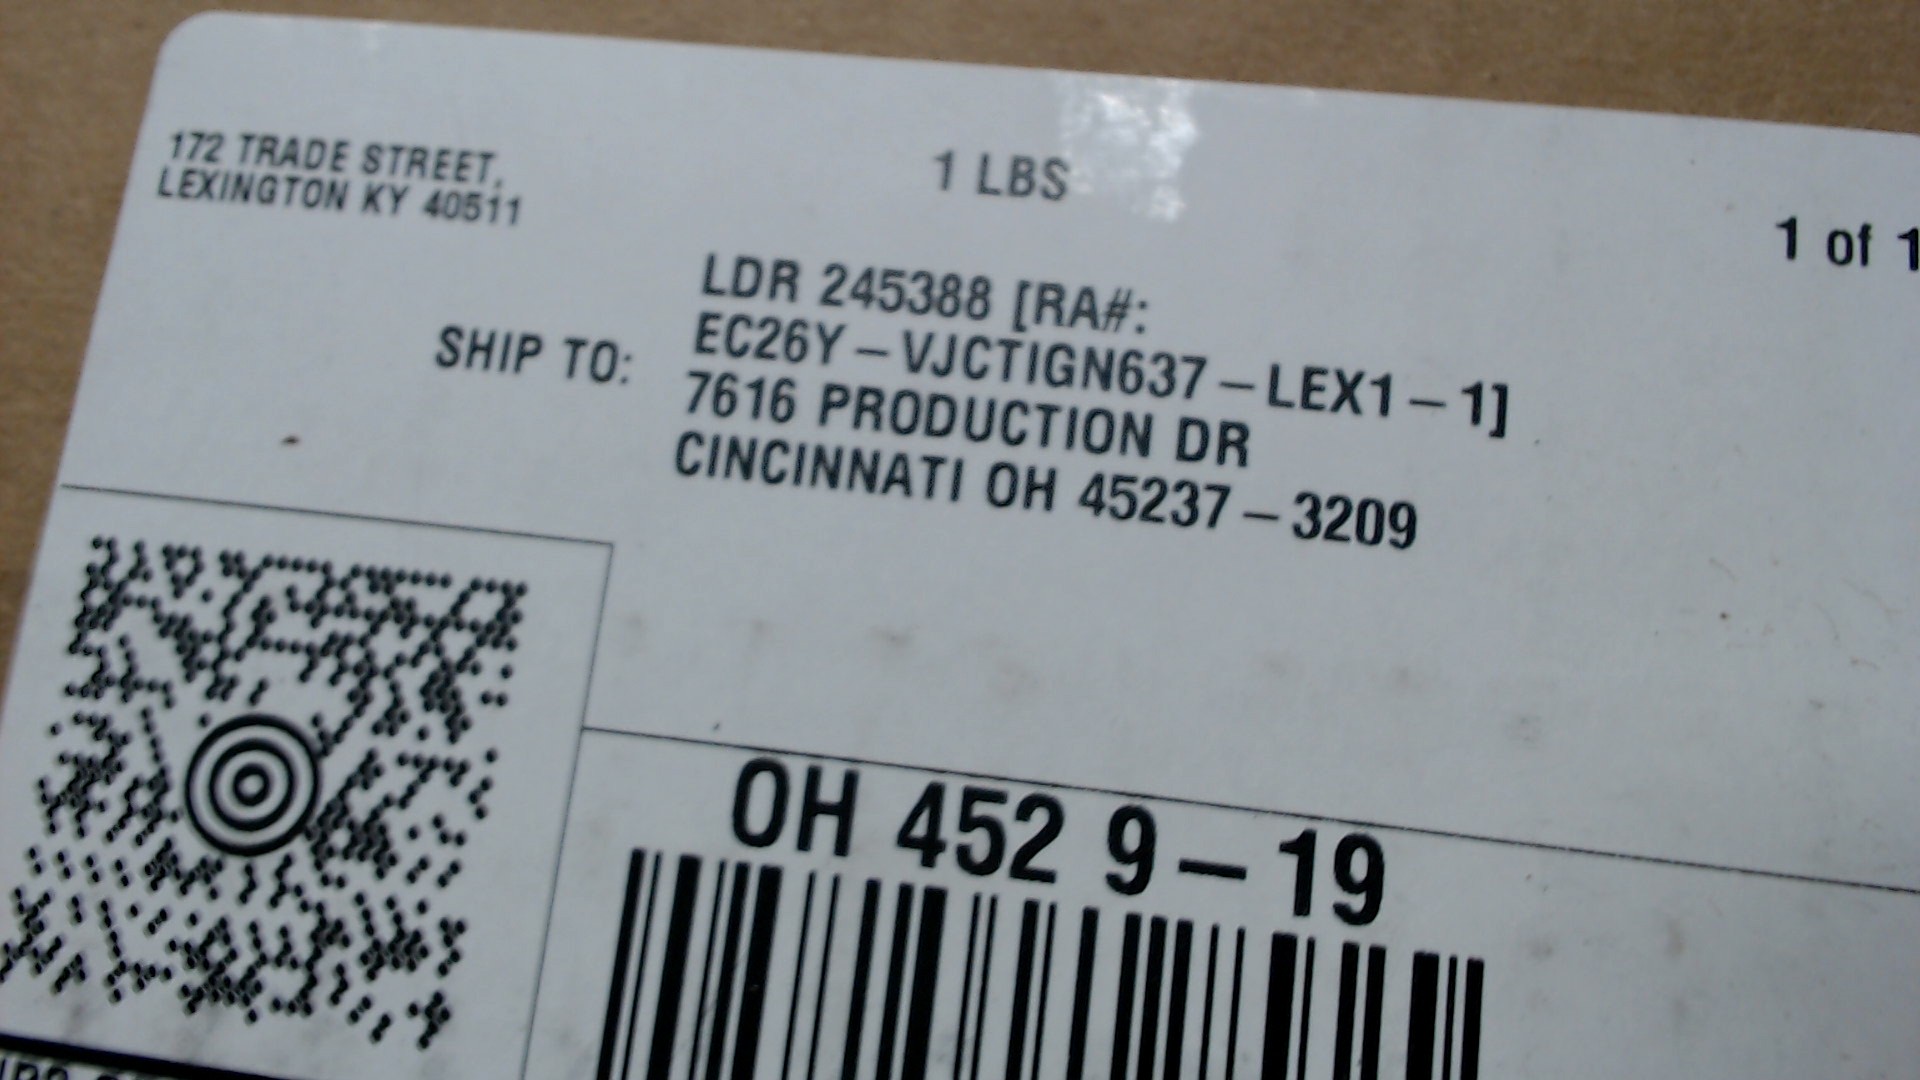 172 TRADE STREET,
LEXINGTON KY 40511
1 LBS
1 of 1
SHIP TO:
LDR 245388 [RA#:
EC26Y-VJCTIGN637-LEX1-1]
7616 PRODUCTION DR
CINCINNATI OH 45237-3209
OH 452 9-19